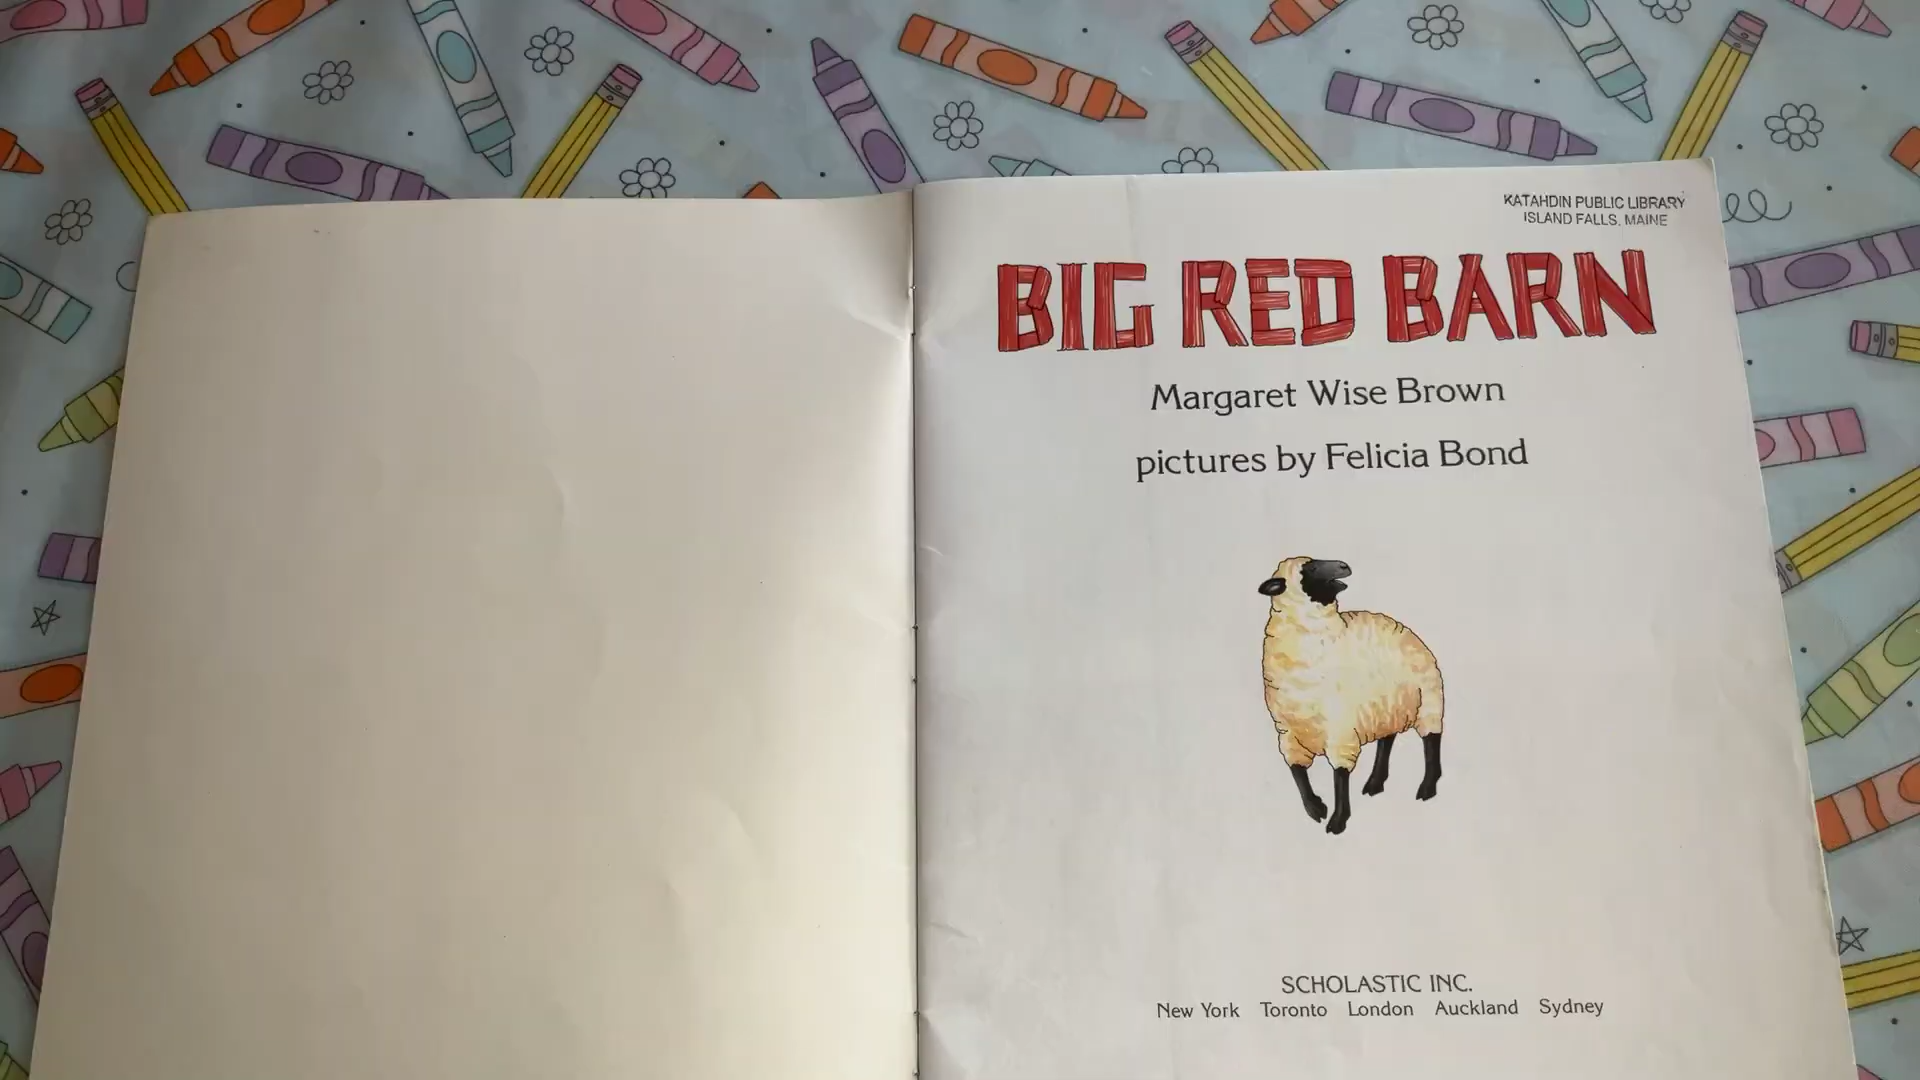 KATAHDIN PUBLIC LIBRARY
ISLAND FALLS, MAINE
BIG RED BARN
Margaret Wise Brown
pictures by Felicia Bond
SCHOLASTIC INC.
New York Toronto London Auckland Sydney